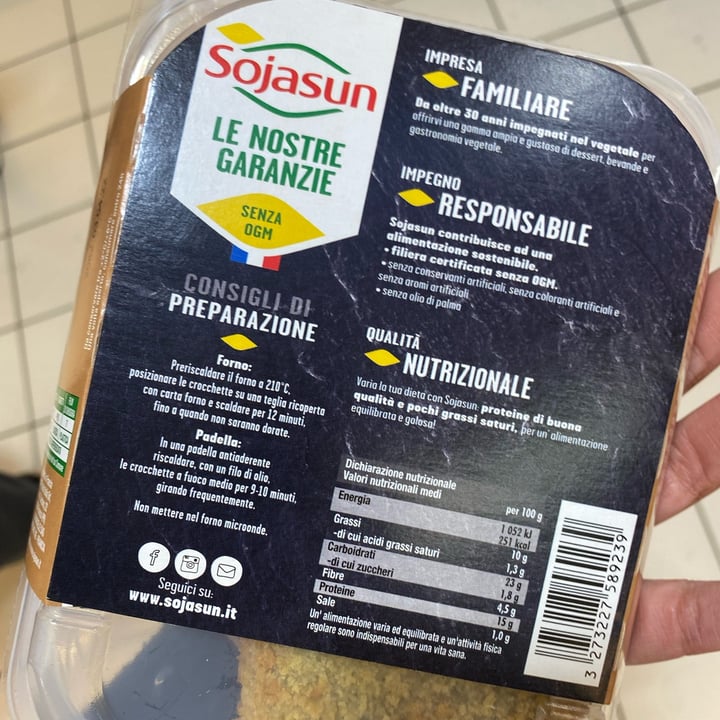 Sojasun
LE NOSTRE
GARANZIE
SENZA
OGM
CONSIGLI DI
PREPARAZIONE
Forno:
Preriscaldare il forno a 210°C,
posizionare le crocchette su una teglia ricoperta
con carta forno e scaldare per 12 minuti,
fino a quando non saranno dorate.
Padella:
In una padella antiaderente
riscaldare, con un filo di olio,
le crocchette a fuoco medio per 9-10 minuti,
girando frequentemente.
Non mettere nel forno microonde.
f
Seguici su:
www.sojasun.it
IMPRESA
FAMILIARE
Da oltre 30 anni impegnati nel vegetale per
offrirvi una gamma ampia e gustosa di dessert, bevande e
gastronomia vegetale.
IMPEGNO
RESPONSABILE
Sojasun contribuisce ad una
alimentazione sostenibile.
• filiera certificata senza OGM.
• senza conservanti artificiali, senza coloranti artificiali e
senza aromi artificiali
• senza olio di palma
QUALITÀ
NUTRIZIONALE
Varia la tua dieta con Sojasun: proteine di buona
qualità e pochi grassi saturi, per un alimentazione
equilibrata e golosa!
Dichiarazione nutrizionale
Valori nutrizionali medi per 100 g
Energia 1 052 kJ
251 kcal
Grassi 10 g
-di cui acidi grassi saturi 1,3 g
Carboidrati 23 g
-di cui zuccheri 1,8 g
Fibre 4,5 g
Proteine 15 g
Sale 1,0 g
Un' alimentazione varia ed equilibrata e un'attività fisica
regolare sono indispensabili per una vita sana.
3 273227 589239